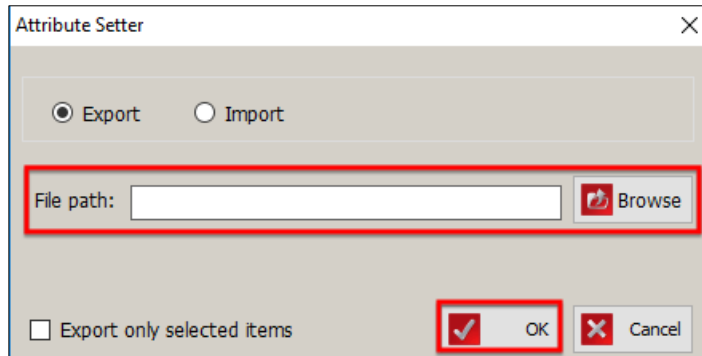 Attribute Setter
Export Import
File path: Browse
Export only selected items OK Cancel